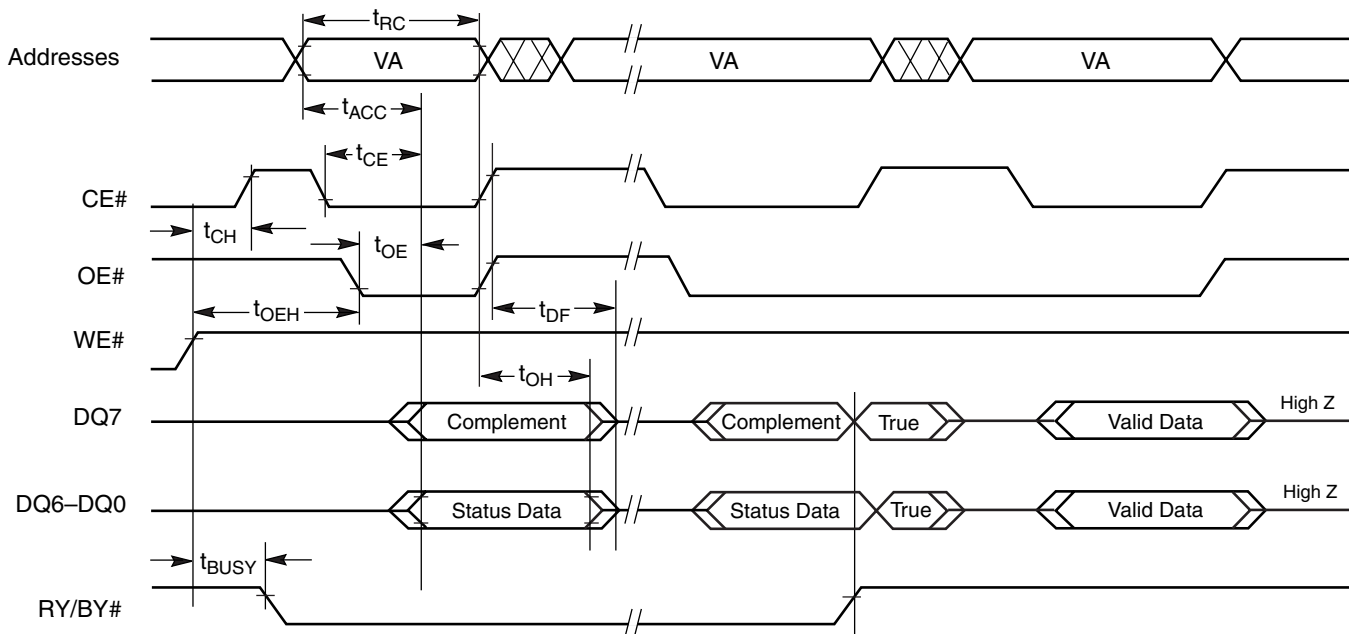 tRC
Addresses VA VA VA
tACC
tCE
CE#
tCH tOE
OE#
tOEH tDF
WE#
tOH
DQ7 Complement Complement True Valid Data High Z
DQ6–DQ0 Status Data Status Data True Valid Data High Z
tBUSY
RY/BY#